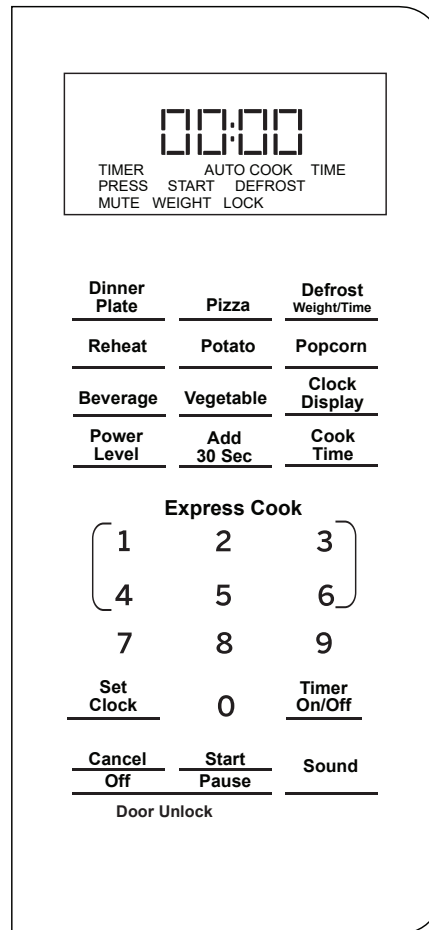 00:00
TIMER AUTO COOK TIME
PRESS START DEFROST
MUTE WEIGHT LOCK
Dinner Plate Pizza Defrost Weight/Time
Reheat Potato Popcorn
Beverage Vegetable Clock Display
Power Level Add 30 Sec Cook Time
Express Cook
1 2 3
4 5 6
7 8 9
Set Clock 0 Timer On/Off
Cancel Off Start Pause Sound
Door Unlock